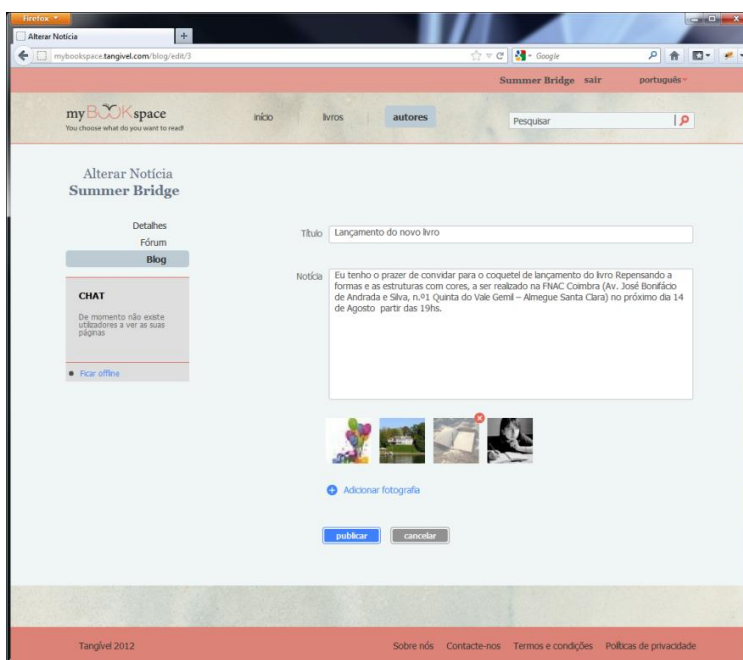 Firefox
Alterar Notícia
mybookspace.tangivel.com/blog/edit/3
Google
Summer Bridge sair português
myBOOKspace
You choose what do you want to read!
início livros autores
Pesquisar
Alterar Notícia
Summer Bridge
Detalhes
Fórum
Blog
CHAT
De momento não existe
utilizadores a ver as suas
páginas
Ficar offline
Título Lançamento do novo livro
Notícia Eu tenho o prazer de convidar para o coquetel de lançamento do livro Repensando a
formas e as estruturas com cores, a ser realizado na FNAC Coimbra (Av. José Bonifácio
de Andrada e Silva, n.º1 Quinta do Vale Gemil – Almegue Santa Clara) no próximo dia 14
de Agosto partir das 19hs.
Adicionar fotografia
publicar cancelar
Tangível 2012 Sobre nós Contacte-nos Termos e condições Políticas de privacidade